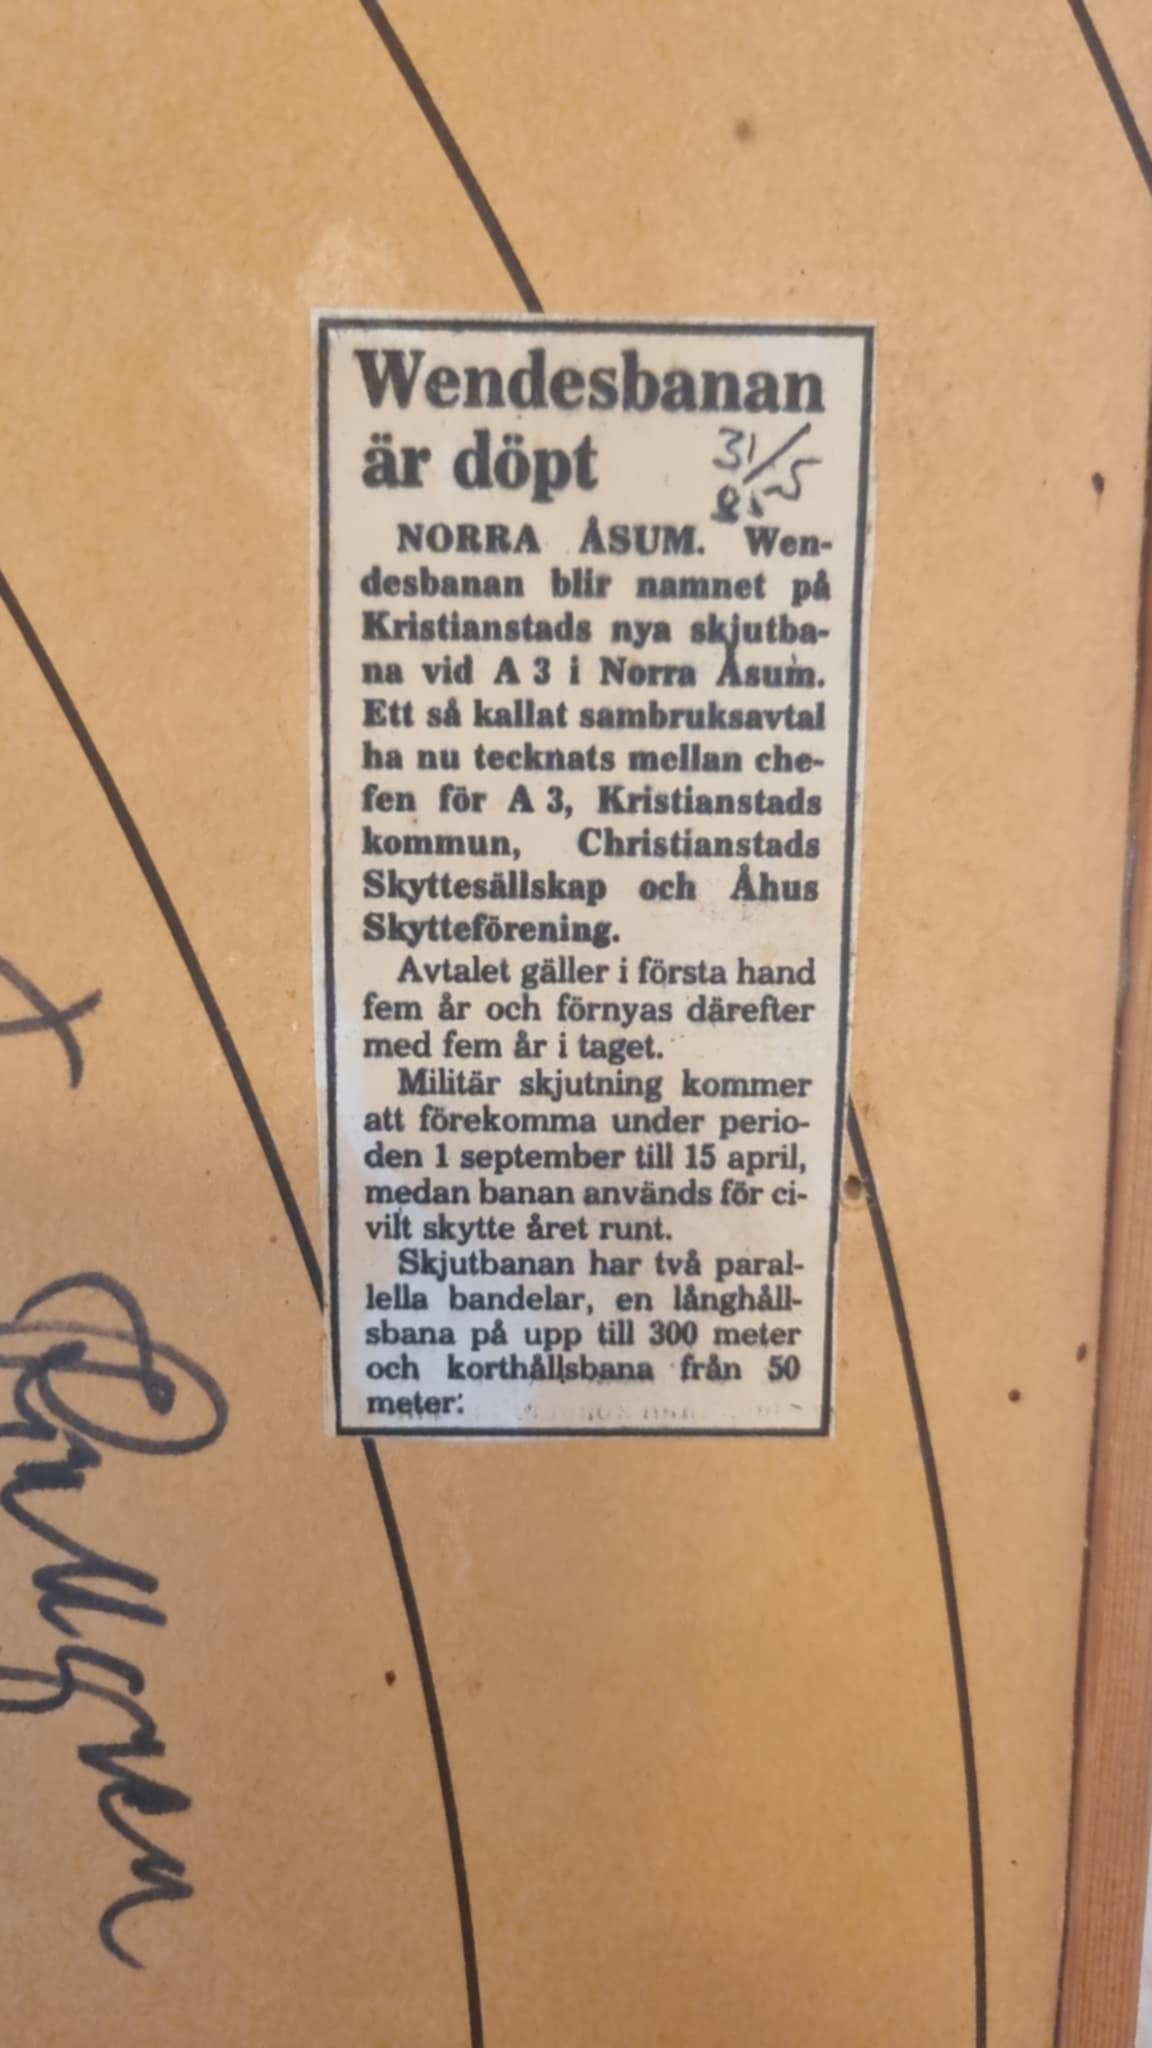 Wendesbanan
är döpt
31/5
85
NORRA ÅSUM. Wen-
desbanan blir namnet på
Kristianstads nya skjutba-
na vid A 3 i Norra Åsum.
Ett så kallat sambruksavtal
ha nu tecknats mellan che-
fen för A 3, Kristianstads
kommun, Christianstads
Skyttesällskap och Åhus
Skytteförening.
Avtalet gäller i första hand
fem år och förnyas därefter
med fem år i taget.
Militär skjutning kommer
att förekomma under perio-
den 1 september till 15 april,
medan banan används för ci-
vilt skytte året runt.
Skjutbanan har två paral-
lella bandelar, en långhåll-
sbana på upp till 300 meter
och korthållsbana från 50
meter.